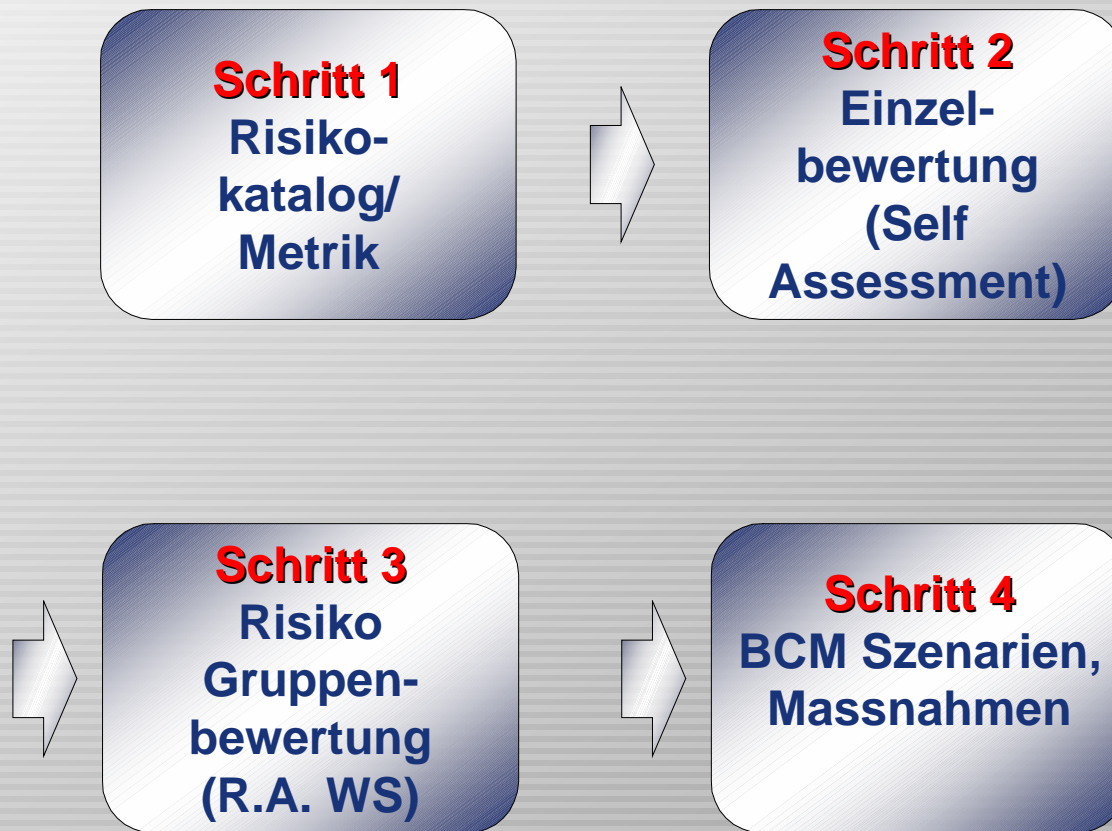 Schritt 1
Risiko-
katalog/
Metrik
Schritt 2
Einzel-
bewertung
(Self
Assessment)
Schritt 3
Risiko
Gruppen-
bewertung
(R.A. WS)
Schritt 4
BCM Szenarien,
Massnahmen